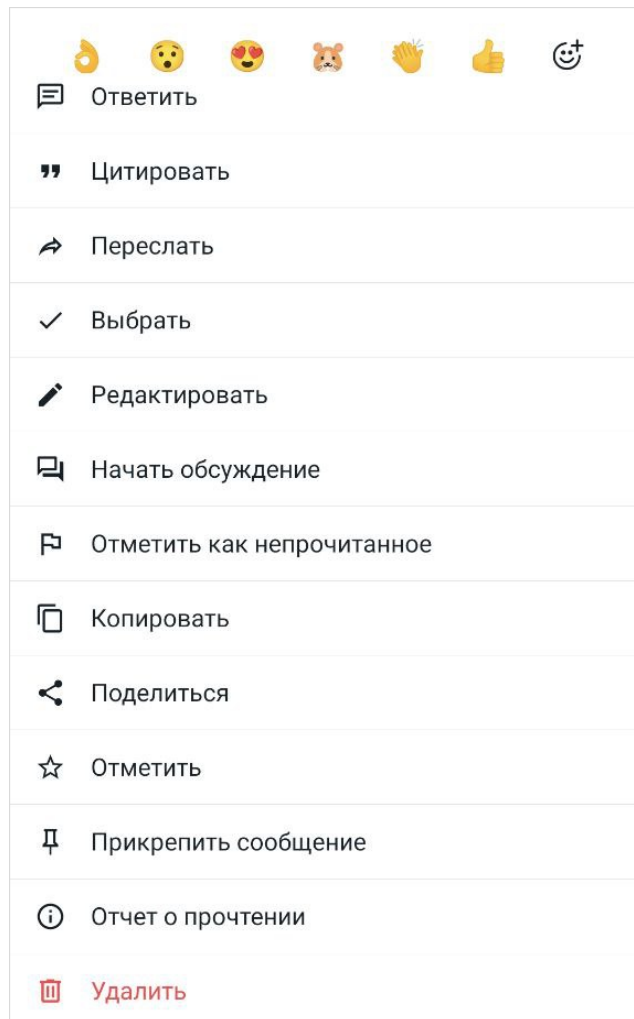 Ответить
Цитировать
Переслать
Выбрать
Редактировать
Начать обсуждение
Отметить как непрочитанное
Копировать
Поделиться
Отметить
Прикрепить сообщение
Отчет о прочтении
Удалить